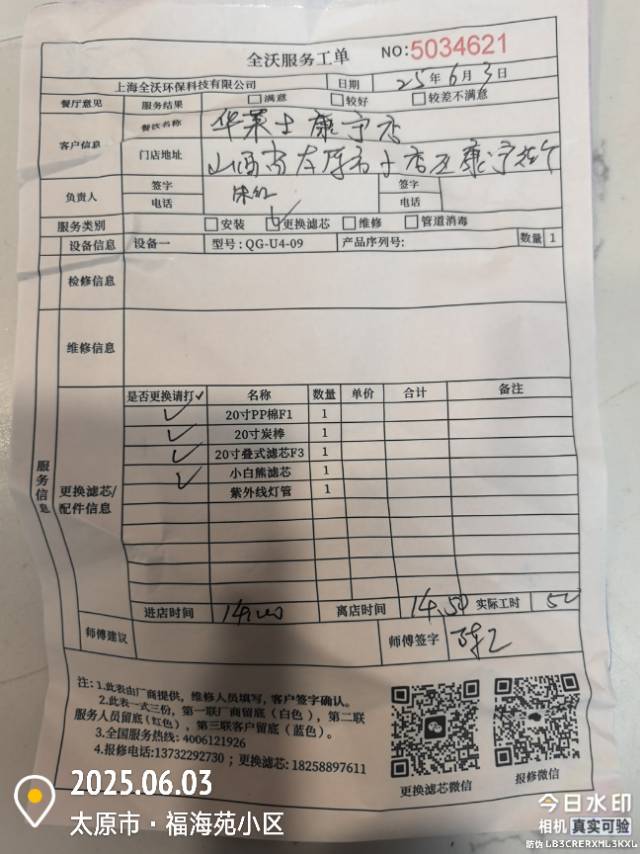 全沃服务工单 NO:5034621
上海全沃环保科技有限公司 日期 25年6月3日
餐厅意见 服务结果 □满意 □较好 □较差不满意
客户信息 餐饮名称 华莱士康宁店
门店地址 山西省太原市小店区康宁
负责人 签字 电话 签字 电话
服务类别 □安装 ☑更换滤芯 □维修 □管道消毒
设备信息 设备一 型号:QG-U4-09 产品序列号: 数量 1
检修信息
维修信息
服务信息
更换滤芯/配件信息
是否更换请打✓ 名称 数量 单价 合计 备注
✓ 20寸PP棉F1 1
✓ 20寸炭棒 1
✓ 20寸叠式滤芯F3 1
✓ 小白熊滤芯 1
紫外线灯管 1
进店时间 14:00 离店时间 14:50 实际工时 50
师傅建议 师傅签字
注:1.此表由厂商提供,维修人员填写,客户签字确认。
2.此表一式三份,第一联厂商留底(白色),第二联
服务人员留底(红色),第三联客户留底(蓝色)。
3.全国服务热线:4006121926
4.报修电话:13732292730;更换滤芯:18258897611
更换滤芯微信 报修微信
2025.06.03
太原市·福海苑小区
今日水印
相机 真实可验
防伪 LB3CRERXML3KXL